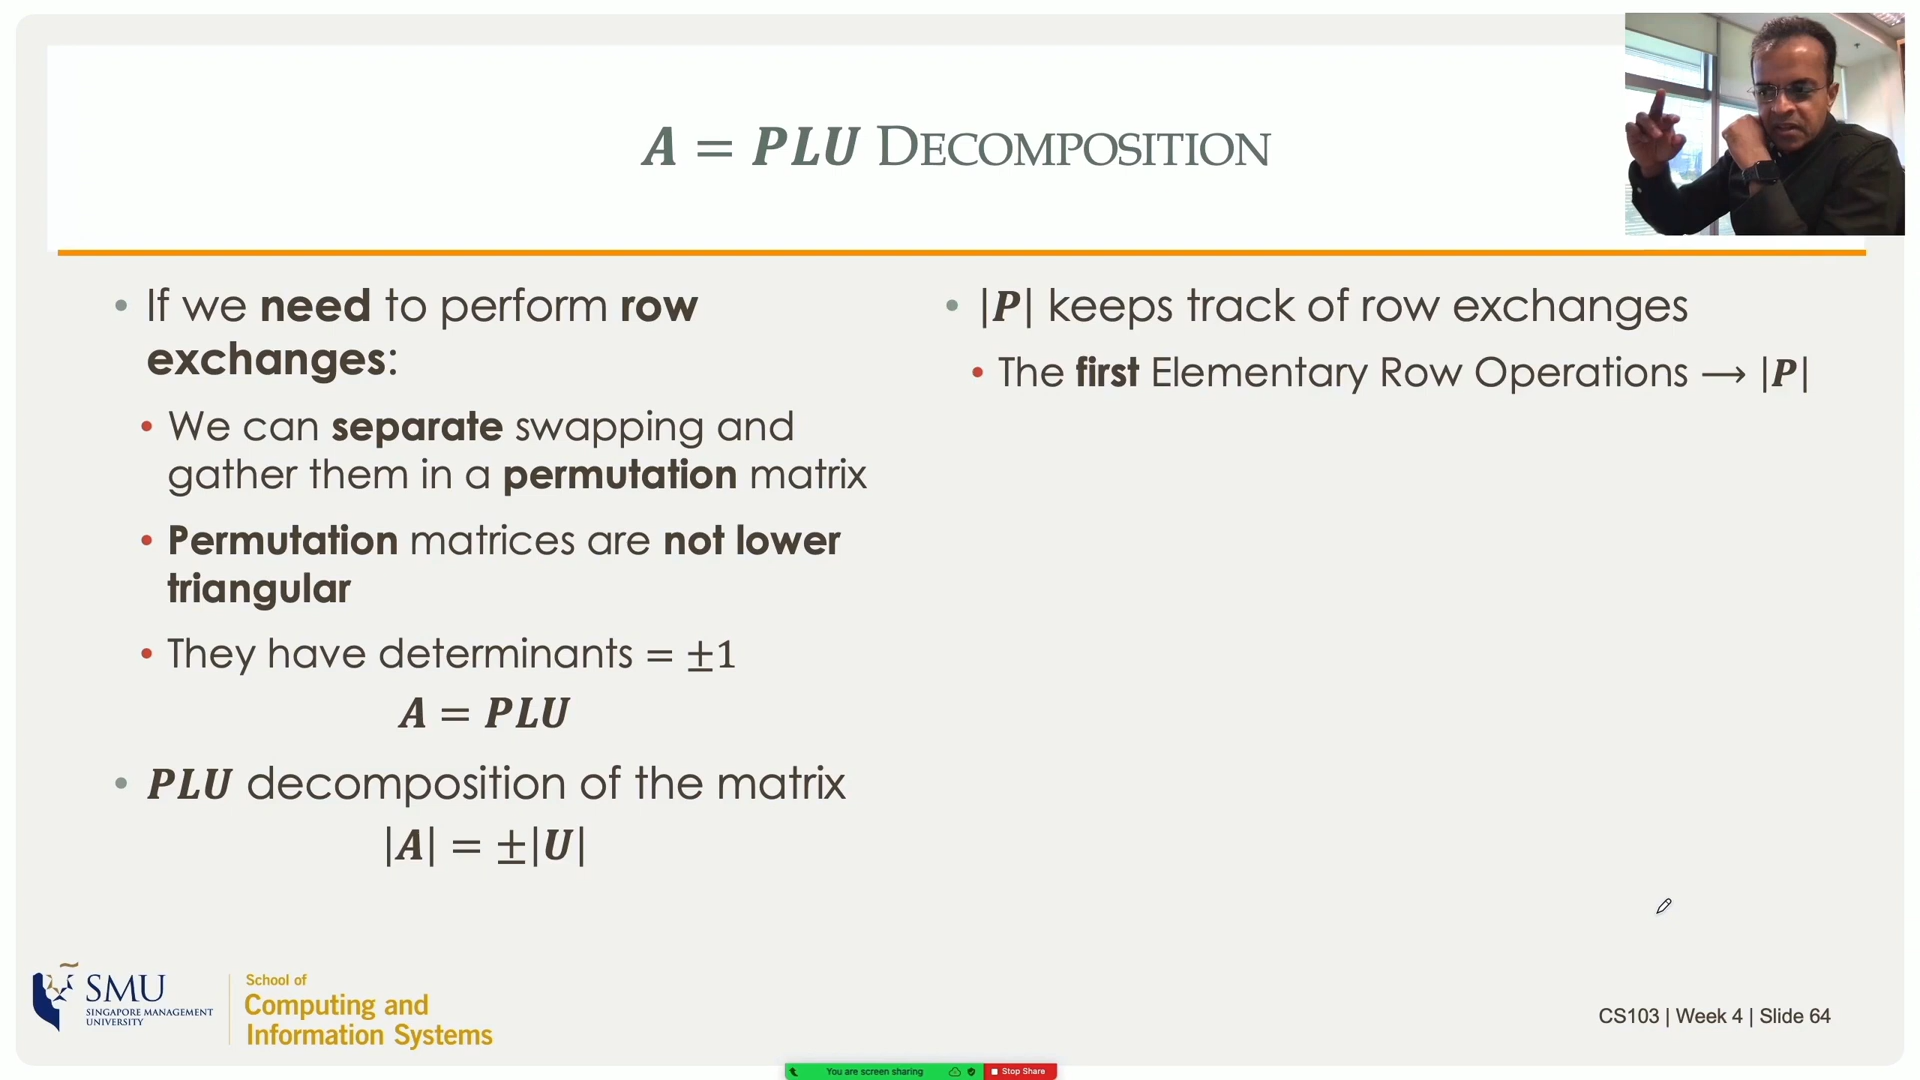 A = PLU DECOMPOSITION
• If we need to perform row
exchanges:
• We can separate swapping and
gather them in a permutation matrix
• Permutation matrices are not lower
triangular
• They have determinants = ±1
A = PLU
• PLU decomposition of the matrix
|A| = ±|U|
• |P| keeps track of row exchanges
• The first Elementary Row Operations → |P|
SMU
SINGAPORE MANAGEMENT
UNIVERSITY
School of
Computing and
Information Systems
CS103 | Week 4 | Slide 64
You are screen sharing
Stop Share